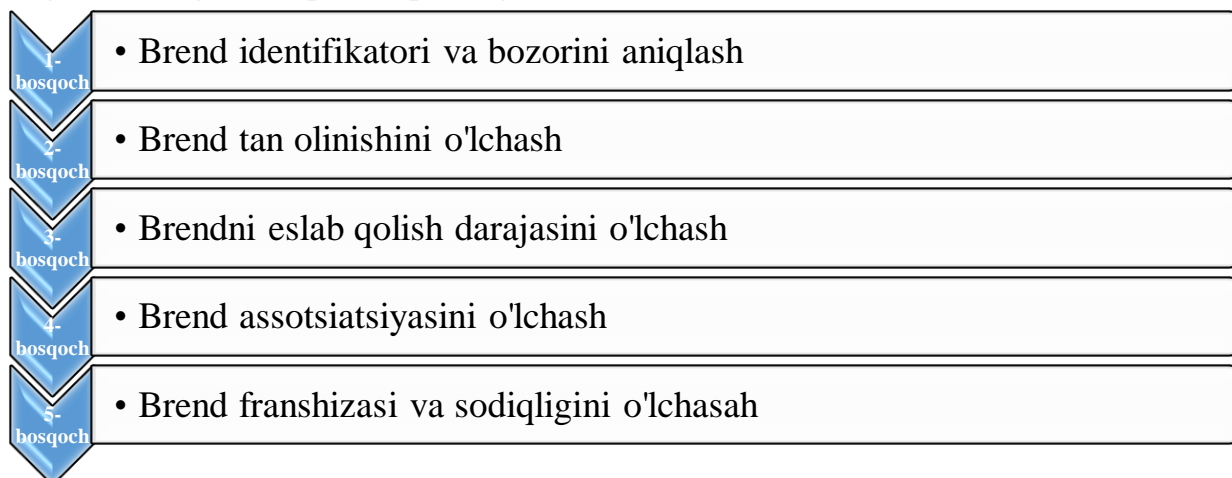 1-
bosqoch
• Brend identifikatori va bozorini aniqlash
2-
bosqoch
• Brend tan olinishini o'lchash
3-
bosqoch
• Brendni eslab qolish darajasini o'lchash
4-
bosqoch
• Brend assotsiatsiyasini o'lchash
5-
bosqoch
• Brend franshizasi va sodiqligini o'lchasah